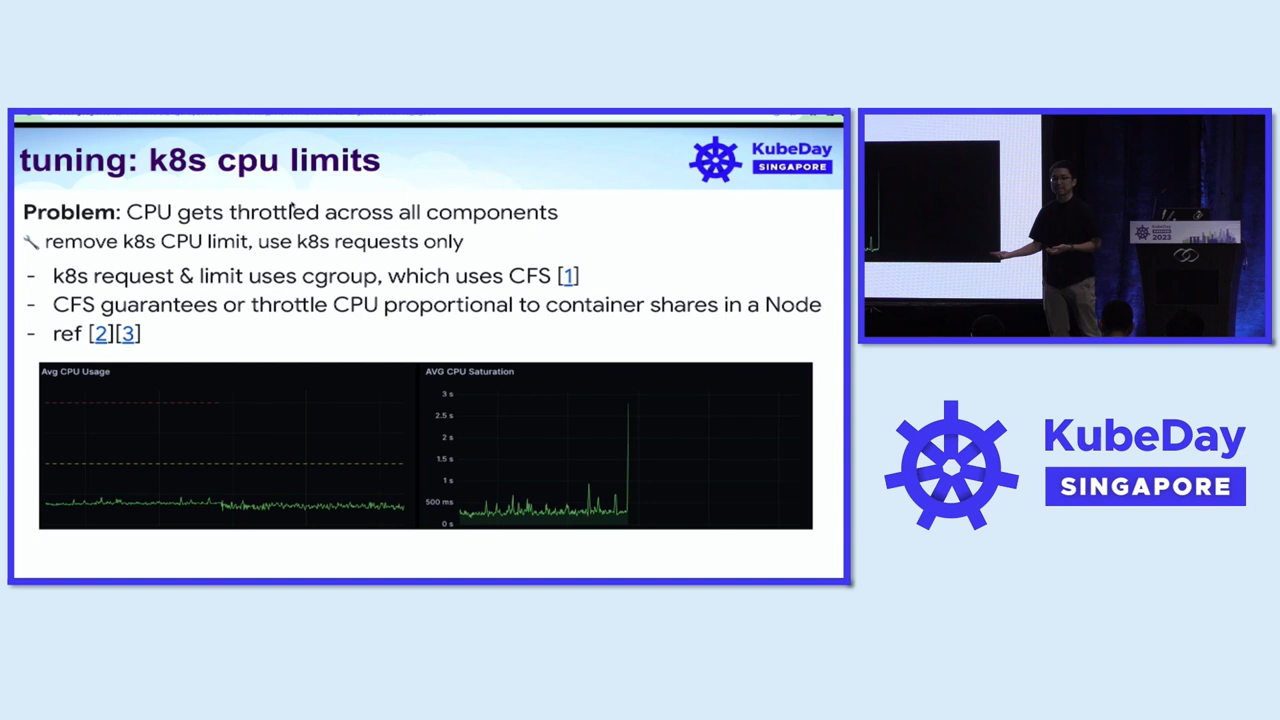 tuning: k8s cpu limits
KubeDay
SINGAPORE
Problem: CPU gets throttled across all components
remove k8s CPU limit, use k8s requests only
- k8s request & limit uses cgroup, which uses CFS [1]
- CFS guarantees or throttle CPU proportional to container shares in a Node
- ref [2][3]
Avg CPU Usage
AVG CPU Saturation
3 s
2.5 s
2 s
1.5 s
1 s
500 ms
0 s
2023
KubeDay
SINGAPORE